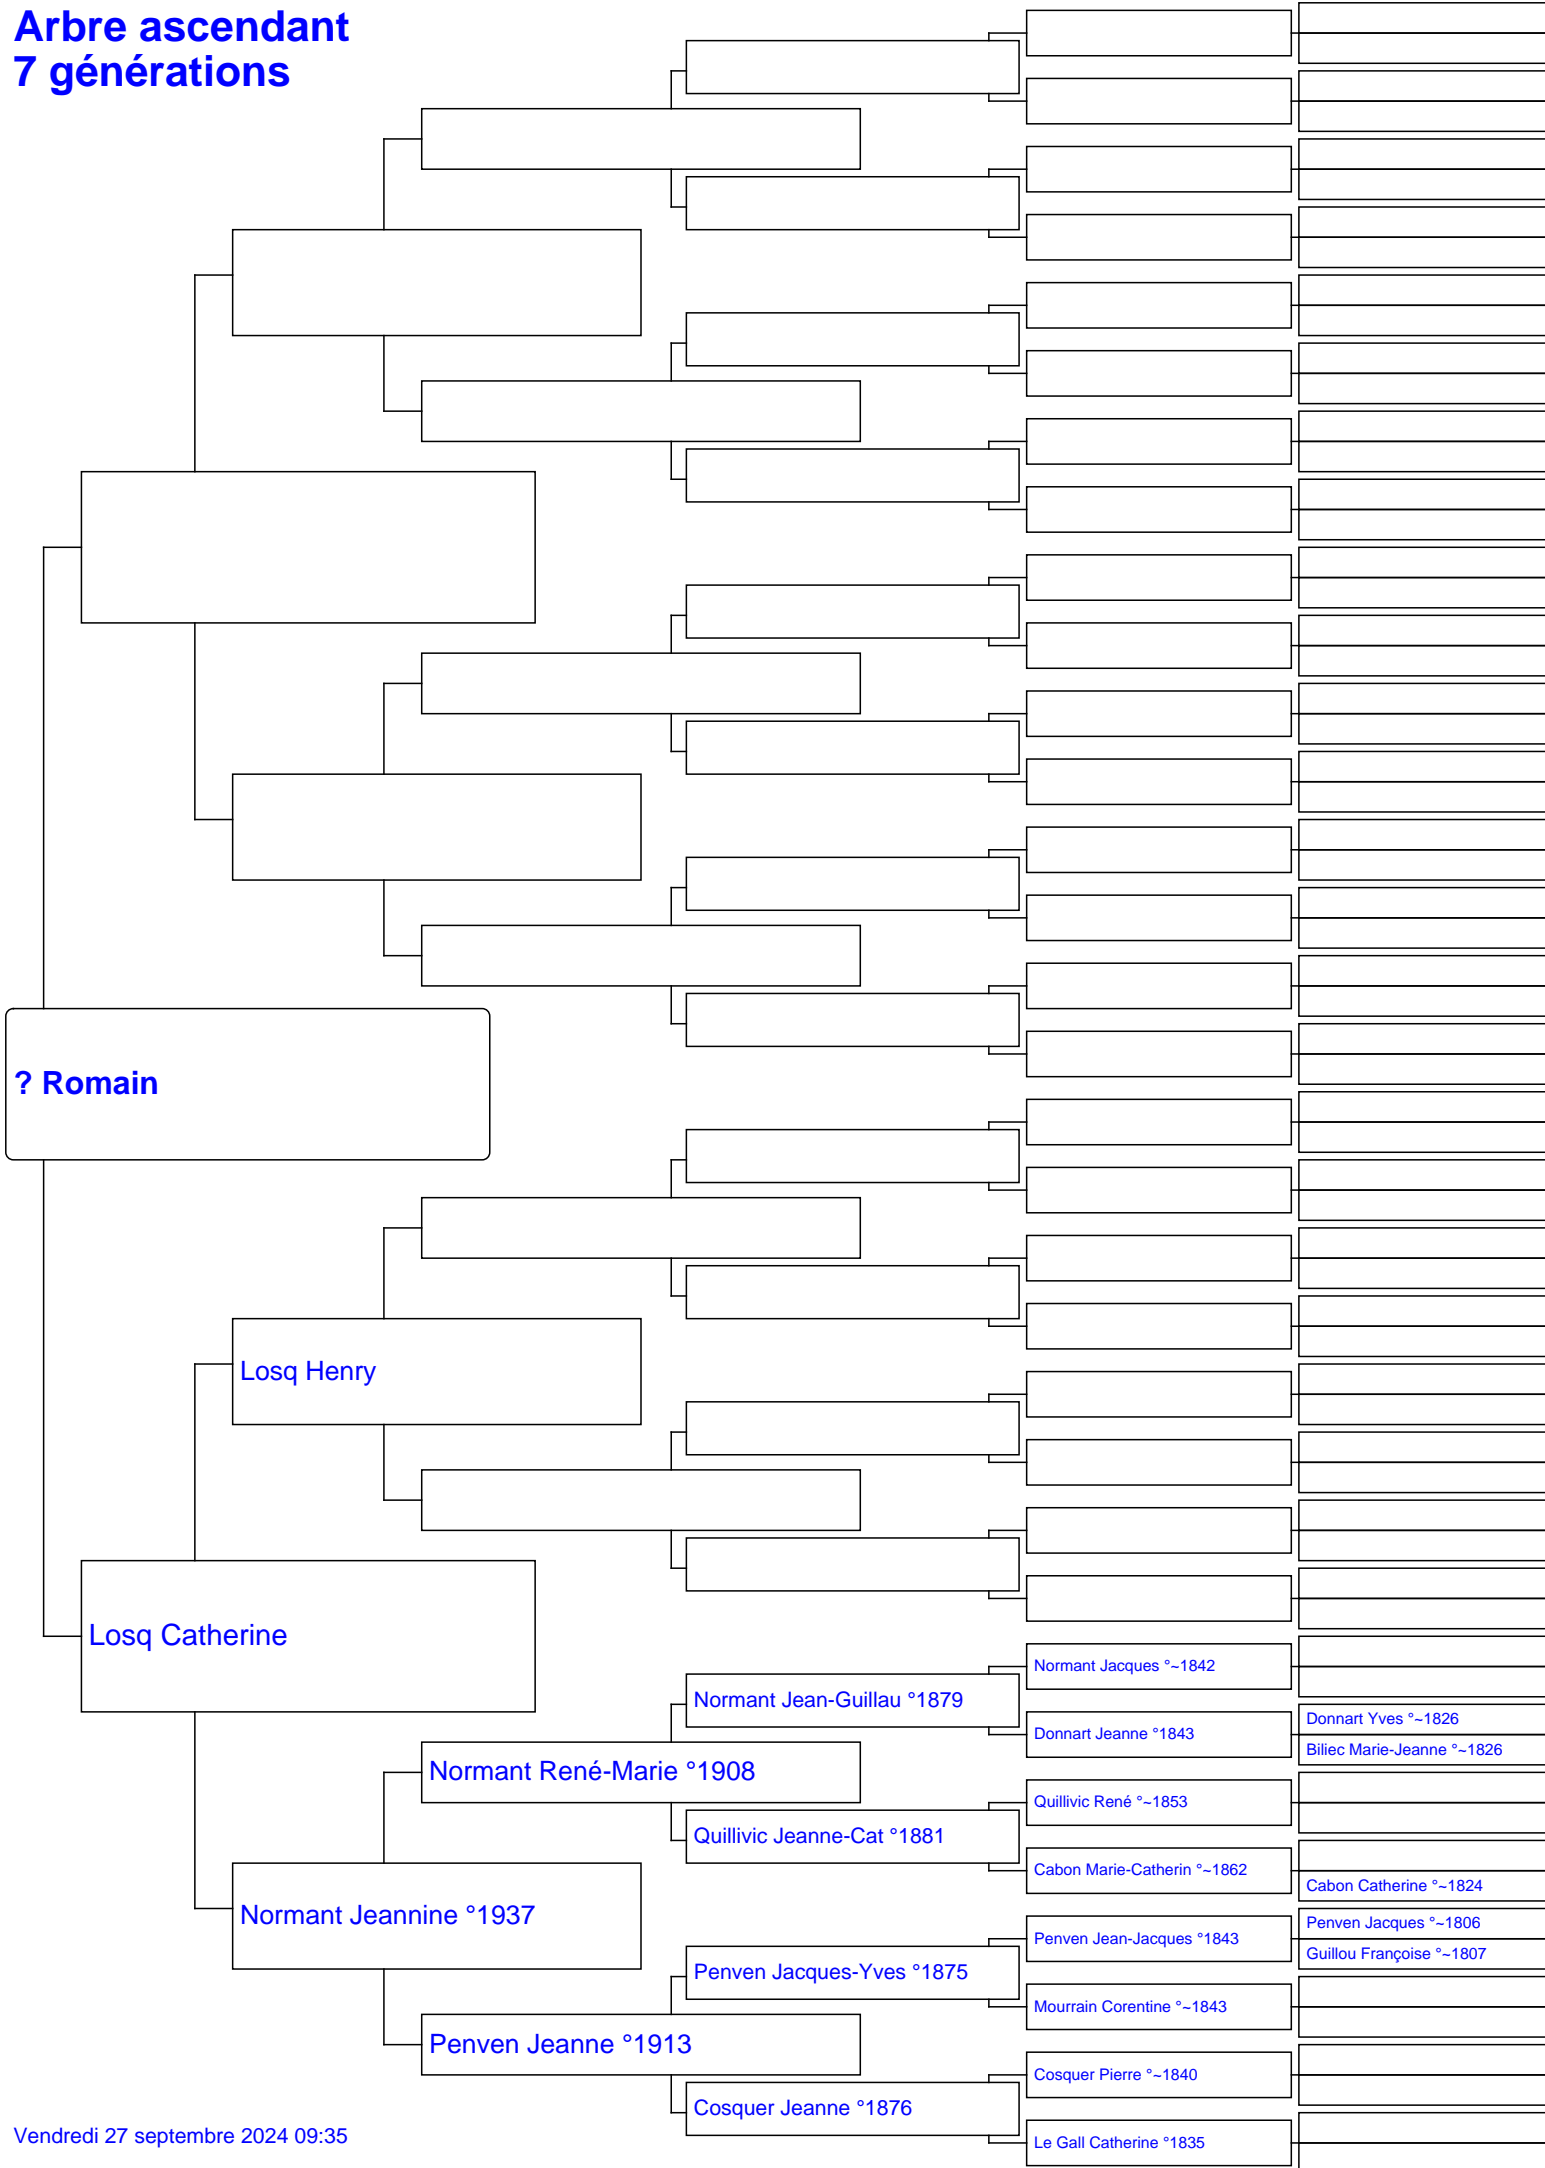 Arbre ascendant
7 générations
? Romain
Losq Henry
Losq Catherine
Normant Jacques °~1842
Normant Jean-Guillau °1879
Donnart Jeanne °1843
Donnart Yves °~1826
Biliec Marie-Jeanne °~1826
Normant René-Marie °1908
Quillivic René °~1853
Quillivic Jeanne-Cat °1881
Cabon Marie-Catherin °~1862
Cabon Catherine °~1824
Normant Jeannine °1937
Penven Jean-Jacques °1843
Penven Jacques °~1806
Guillou Françoise °~1807
Penven Jacques-Yves °1875
Mourrain Corentine °~1843
Penven Jeanne °1913
Cosquer Pierre °~1840
Cosquer Jeanne °1876
Le Gall Catherine °1835
Vendredi 27 septembre 2024 09:35